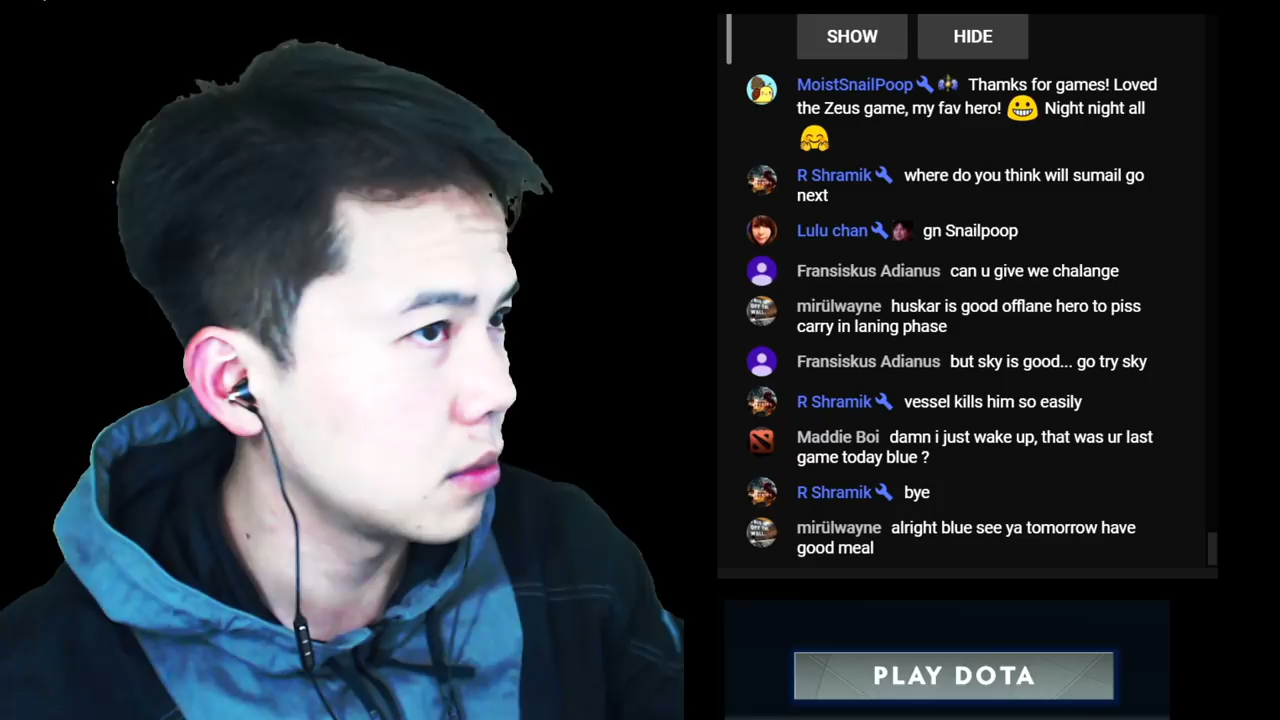 SHOW HIDE
MoistSnailPoop Thamks for games! Loved
the Zeus game, my fav hero! 😀 Night night all
🤗
R Shramik where do you think will sumail go
next
Lulu chan gn Snailpoop
Fransiskus Adianus can u give we chalange
mirülwayne huskar is good offlane hero to piss
carry in laning phase
Fransiskus Adianus but sky is good... go try sky
R Shramik vessel kills him so easily
Maddie Boi damn i just wake up, that was ur last
game today blue ?
R Shramik bye
mirülwayne alright blue see ya tomorrow have
good meal
PLAY DOTA